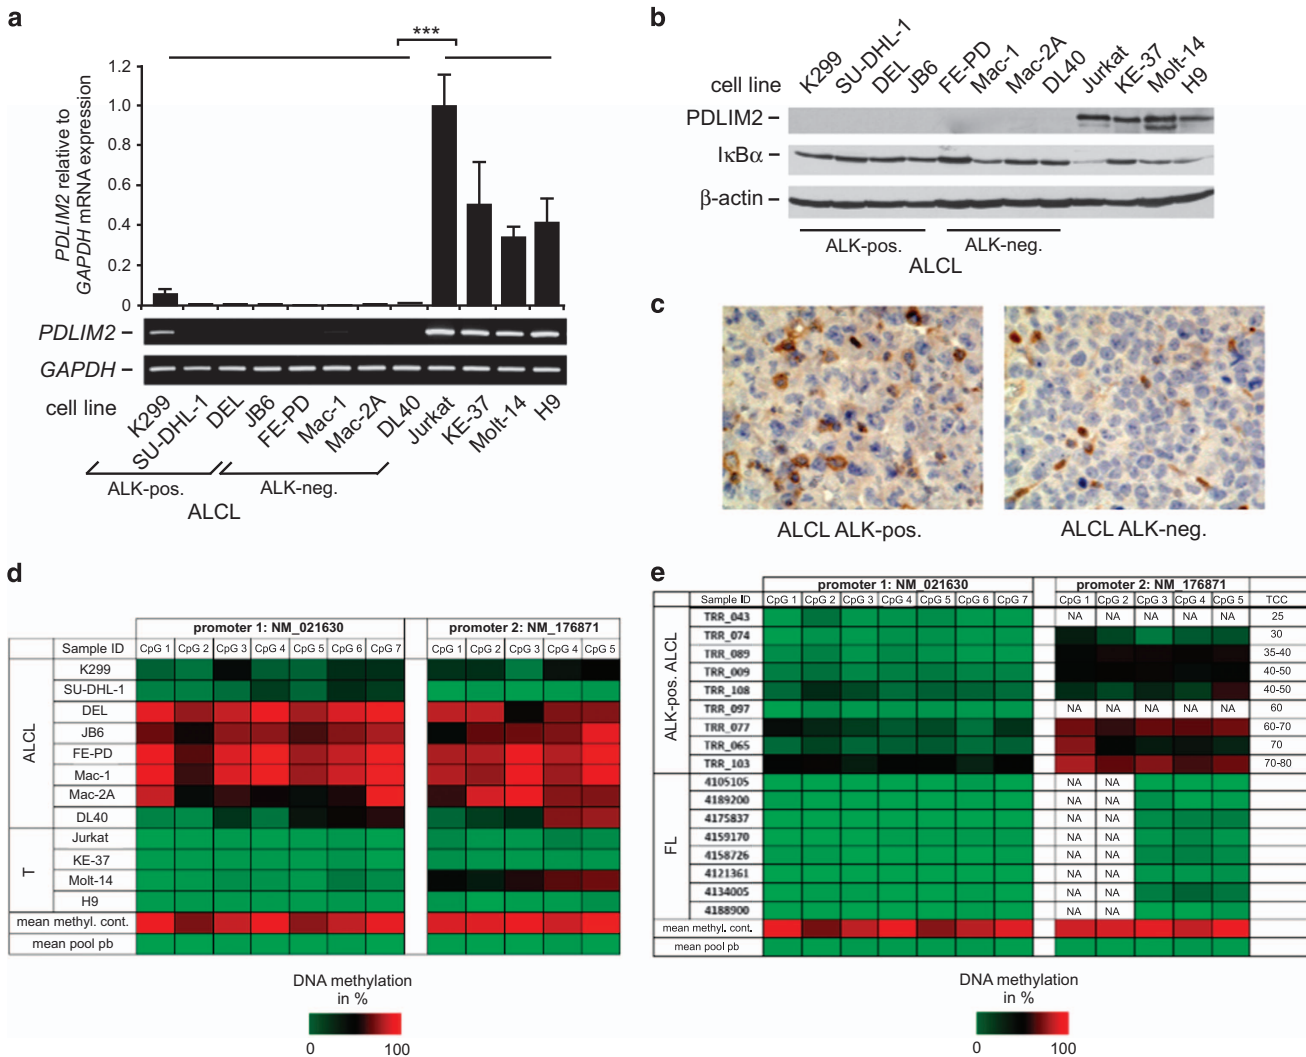 a
***
1.2
1.0
0.8
0.6
0.4
0.2
0
PDLIM2 relative to
GAPDH mRNA expression
PDLIM2
GAPDH
cell line
K299
SU-DHL-1
DEL
JB6
FE-PD
Mac-1
Mac-2A
DL40
Jurkat
KE-37
Molt-14
H9
ALK-pos.
ALK-neg.
ALCL
b
cell line
K299
SU-DHL-1
DEL
JB6
FE-PD
Mac-1
Mac-2A
DL40
Jurkat
KE-37
Molt-14
H9
PDLIM2
IκBα
β-actin
ALK-pos.
ALK-neg.
ALCL
c
ALCL ALK-pos.
ALCL ALK-neg.
d
promoter 1: NM_021630
promoter 2: NM_176871
Sample ID CpG 1 CpG 2 CpG 3 CpG 4 CpG 5 CpG 6 CpG 7 CpG 1 CpG 2 CpG 3 CpG 4 CpG 5
ALCL
K299
SU-DHL-1
DEL
JB6
FE-PD
Mac-1
Mac-2A
DL40
T
Jurkat
KE-37
Molt-14
H9
mean methyl. cont.
mean pool pb
DNA methylation
in %
0 100
e
promoter 1: NM_021630
promoter 2: NM_176871
Sample ID CpG 1 CpG 2 CpG 3 CpG 4 CpG 5 CpG 6 CpG 7 CpG 1 CpG 2 CpG 3 CpG 4 CpG 5 TCC
ALK-pos. ALCL
TRR_043 NA NA NA NA NA 25
TRR_074 30
TRR_089 35-40
TRR_009 40-50
TRR_108 40-50
TRR_097 NA NA NA NA NA 60
TRR_077 60-70
TRR_065 70
TRR_103 70-80
FL
4105105 NA NA
4189200 NA NA
4175837 NA NA
4159170 NA NA
4158726 NA NA
4121361 NA NA
4134005 NA NA
4188900 NA NA
mean methyl. cont.
mean pool pb
DNA methylation
in %
0 100